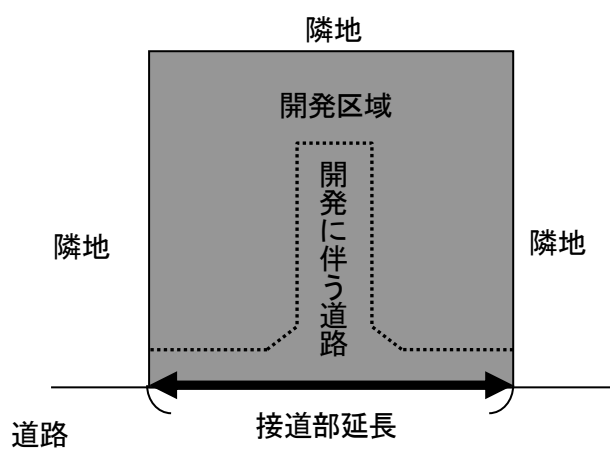 隣地
開発区域
開発に伴う道路
隣地
隣地
接道部延長
道路